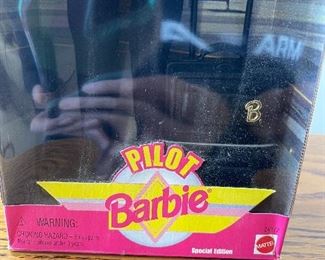 ARM
B
PILOT
Barbie®
⚠ WARNING:
CHOKING HAZARD
Special Edition
MATTEL